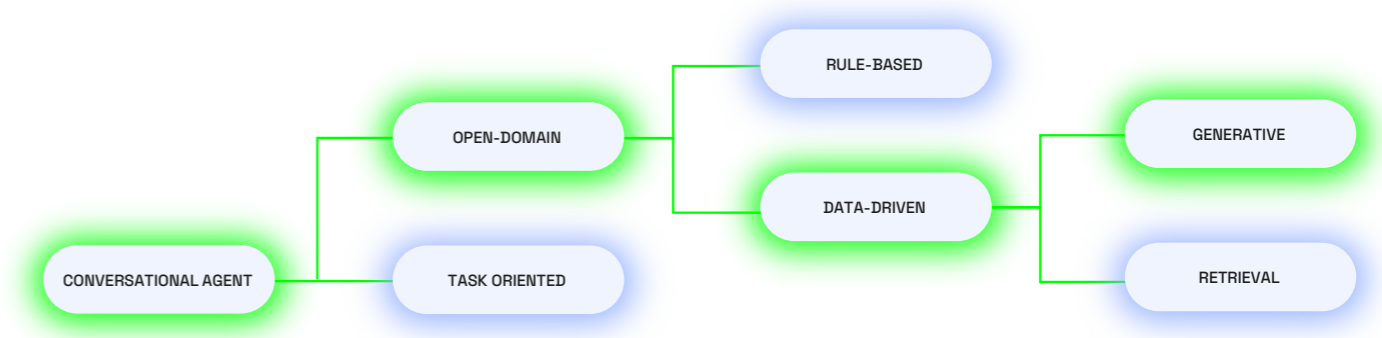 RULE-BASED
OPEN-DOMAIN
GENERATIVE
DATA-DRIVEN
CONVERSATIONAL AGENT
TASK ORIENTED
RETRIEVAL